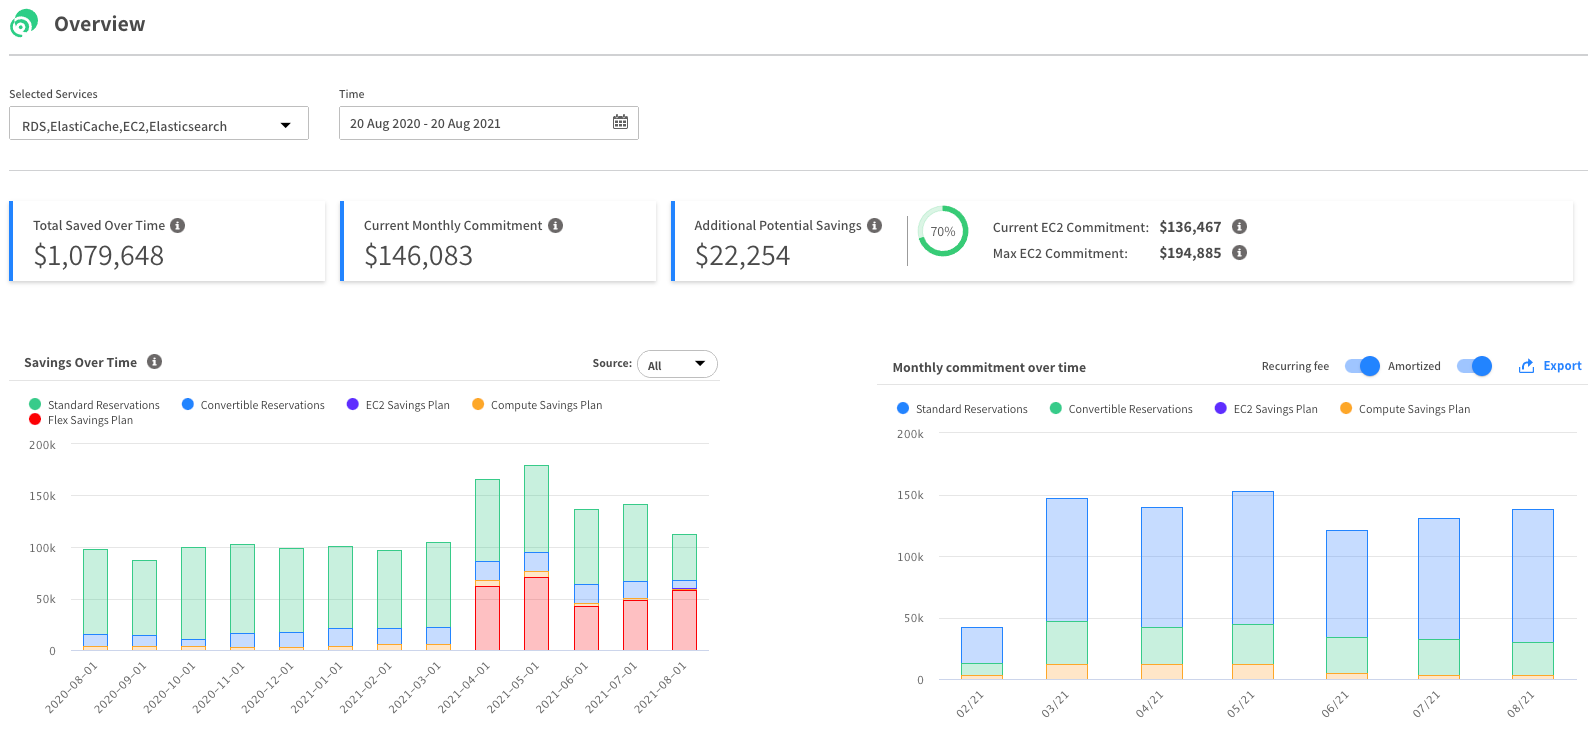 Overview
Selected Services
Time
RDS,ElastiCache,EC2,Elasticsearch
20 Aug 2020 - 20 Aug 2021
Total Saved Over Time
$1,079,648
Current Monthly Commitment
$146,083
Additional Potential Savings
$22,254
70%
Current EC2 Commitment: $136,467
Max EC2 Commitment: $194,885
Savings Over Time
Source: All
Standard Reservations Convertible Reservations EC2 Savings Plan Compute Savings Plan
Flex Savings Plan
200k
150k
100k
50k
0
2020-08-01 2020-09-01 2020-10-01 2020-11-01 2020-12-01 2021-01-01 2021-02-01 2021-03-01 2021-04-01 2021-05-01 2021-06-01 2021-07-01 2021-08-01
Monthly commitment over time
Recurring fee Amortized Export
Standard Reservations Convertible Reservations EC2 Savings Plan Compute Savings Plan
200k
150k
100k
50k
0
02/21 03/21 04/21 05/21 06/21 07/21 08/21